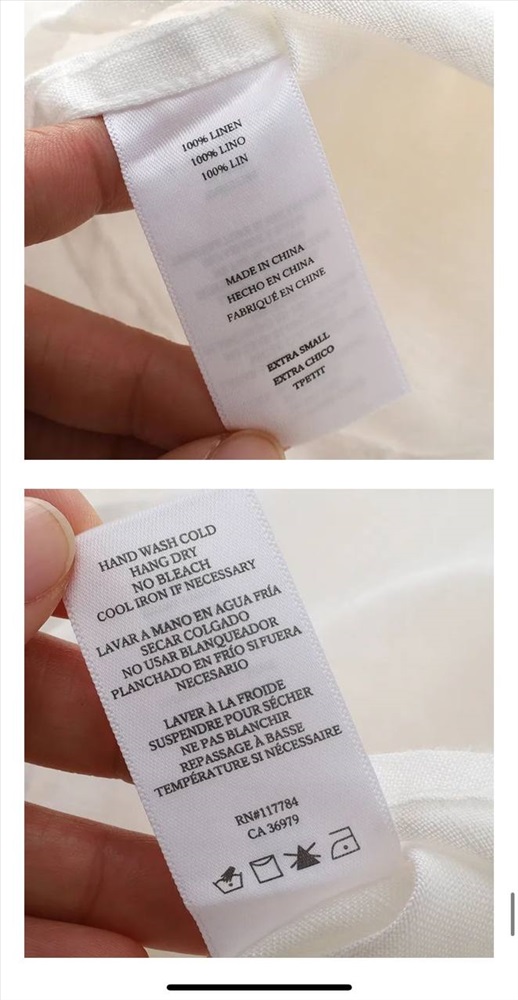 100% LINEN
100% LINO
100% LIN
MADE IN CHINA
HECHO EN CHINA
FABRIQUÉ EN CHINE
EXTRA SMALL
EXTRA CHICO
TPETIT
HAND WASH COLD
HANG DRY
NO BLEACH
COOL IRON IF NECESSARY
LAVAR A MANO EN AGUA FRÍA
SECAR COLGADO
NO USAR BLANQUEADOR
PLANCHADO EN FRÍO SI FUERA
NECESARIO
LAVER À LA FROIDE
SUSPENDRE POUR SÉCHER
NE PAS BLANCHIR
REPASSAGE À BASSE
TEMPÉRATURE SI NÉCESSAIRE
RN#117784
CA 36979